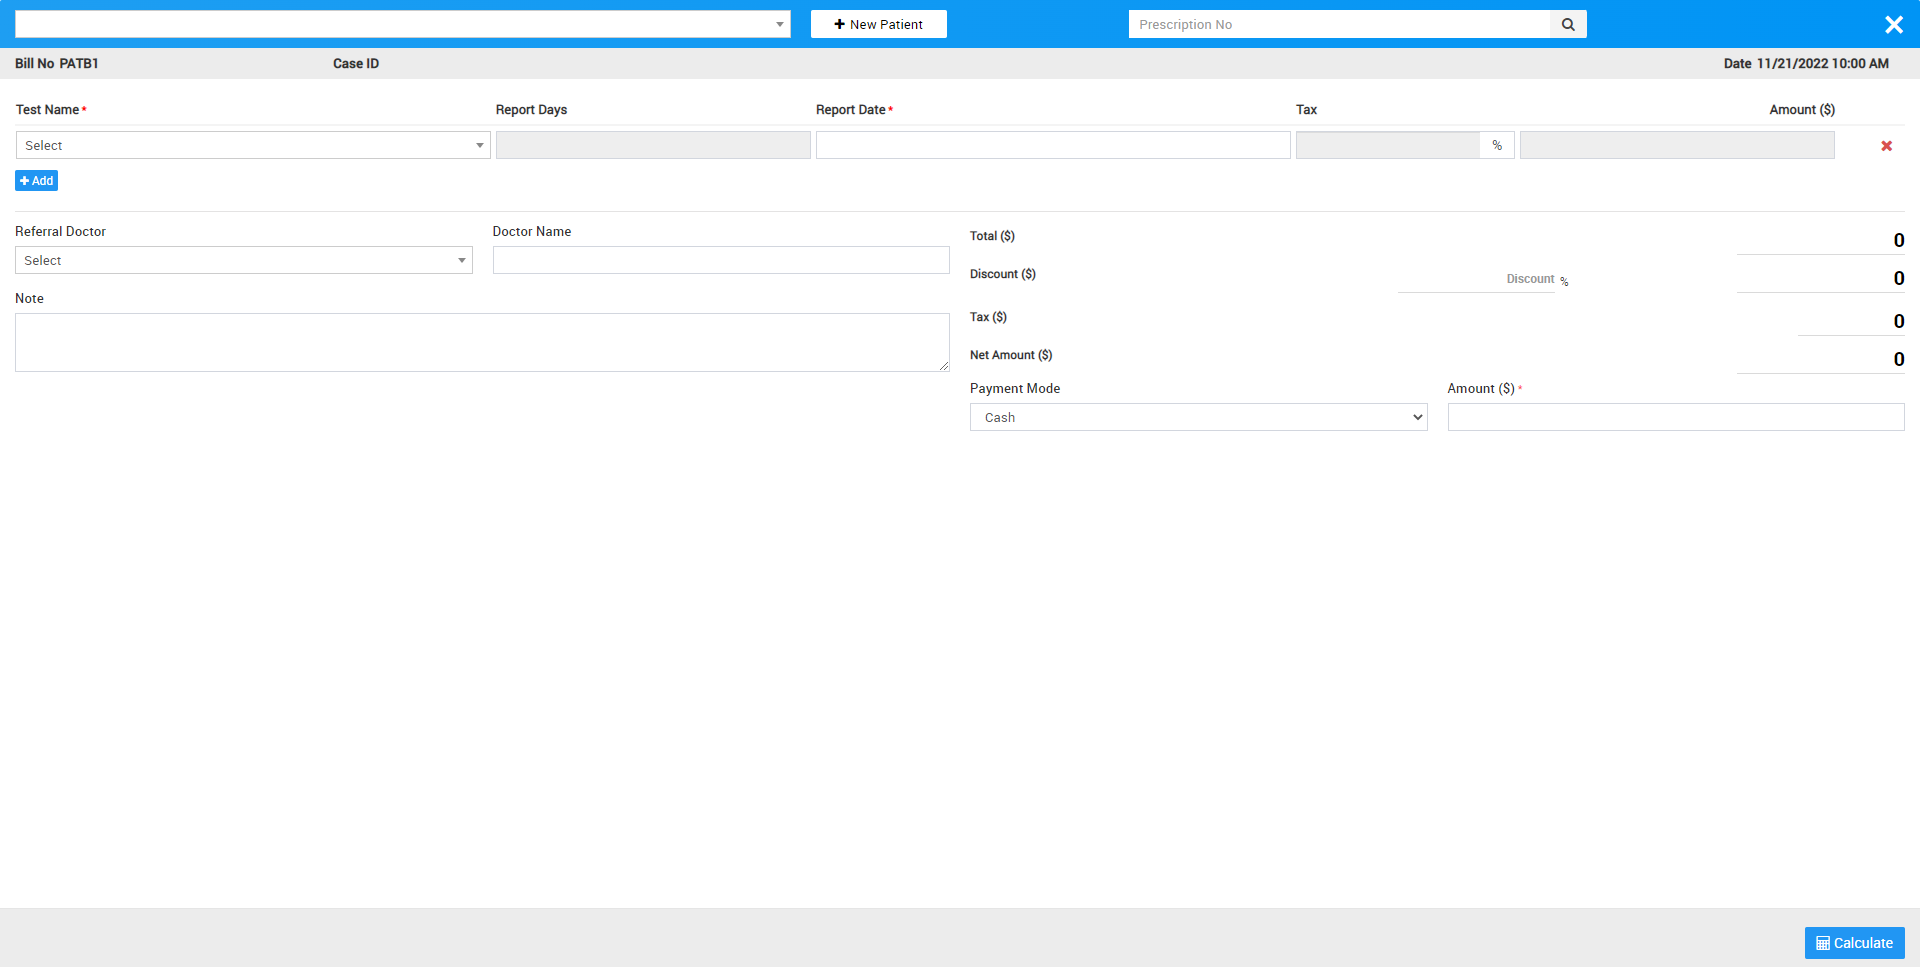 New Patient
Prescription No
Bill No PATB1
Case ID
Date 11/21/2022 10:00 AM
Test Name *
Report Days
Report Date *
Tax
Amount ($)
Select
%
Add
Referral Doctor
Doctor Name
Select
Note
Total ($)
0
Discount ($)
Discount %
0
Tax ($)
0
Net Amount ($)
0
Payment Mode
Amount ($) *
Cash
Calculate